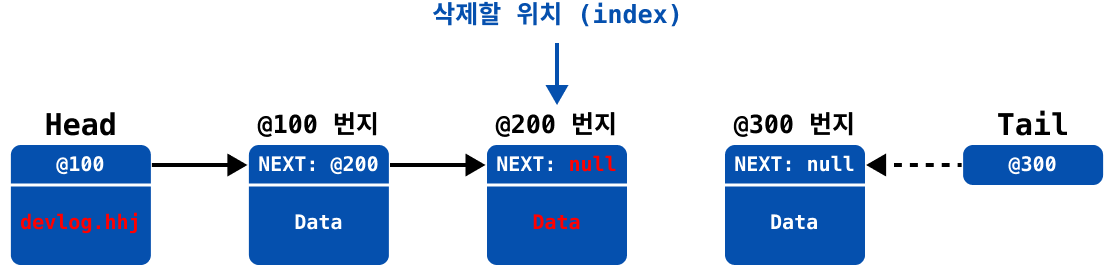 삭제할 위치 (index)
Head
@100 번지
@200 번지
@300 번지
Tail
@100
NEXT: @200
NEXT: null
NEXT: null
@300
devlog.hhj
Data
Data
Data